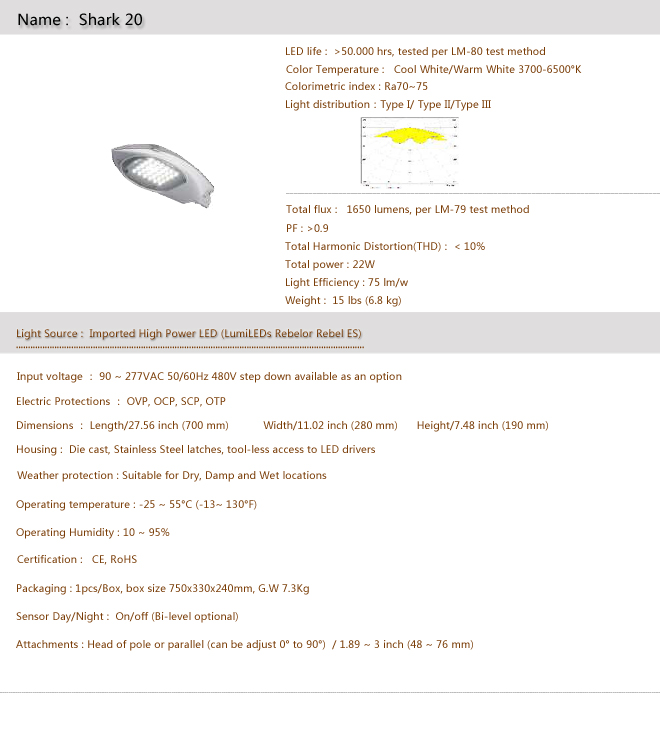 Name : Shark 20
LED life : >50.000 hrs, tested per LM-80 test method
Color Temperature : Cool White/Warm White 3700-6500°K
Colorimetric index : Ra70~75
Light distribution : Type I/ Type II/Type III
Total flux : 1650 lumens, per LM-79 test method
PF : >0.9
Total Harmonic Distortion(THD) : < 10%
Total power : 22W
Light Efficiency : 75 lm/w
Weight : 15 lbs (6.8 kg)
Light Source : Imported High Power LED (LumiLEDs Rebelor Rebel ES)
Input voltage : 90 ~ 277VAC 50/60Hz 480V step down available as an option
Electric Protections : OVP, OCP, SCP, OTP
Dimensions : Length/27.56 inch (700 mm) Width/11.02 inch (280 mm) Height/7.48 inch (190 mm)
Housing : Die cast, Stainless Steel latches, tool-less access to LED drivers
Weather protection : Suitable for Dry, Damp and Wet locations
Operating temperature : -25 ~ 55°C (-13~ 130°F)
Operating Humidity : 10 ~ 95%
Certification : CE, RoHS
Packaging : 1pcs/Box, box size 750x330x240mm, G.W 7.3Kg
Sensor Day/Night : On/off (Bi-level optional)
Attachments : Head of pole or parallel (can be adjust 0° to 90°) / 1.89 ~ 3 inch (48 ~ 76 mm)